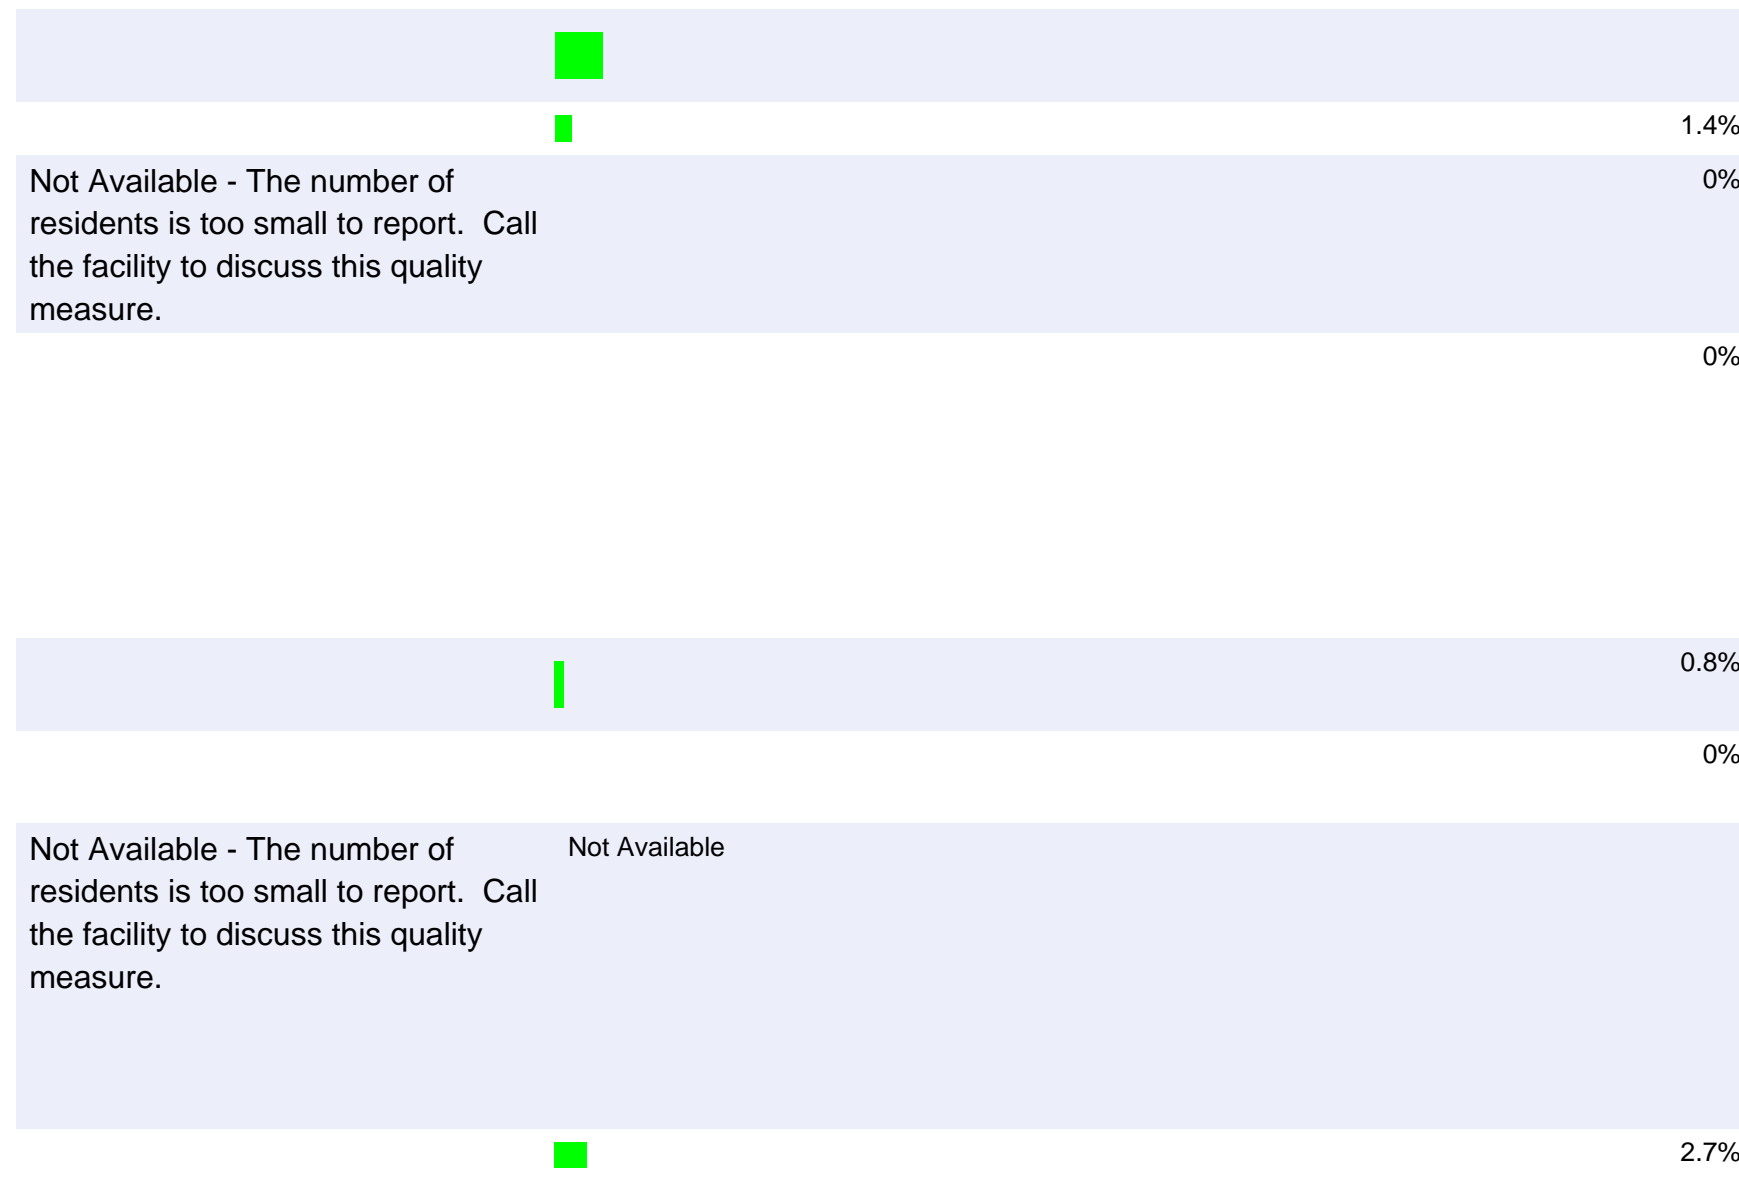 1.4%
Not Available - The number of
residents is too small to report.  Call
the facility to discuss this quality
measure.
0%
0%
0.8%
0%
Not Available - The number of
residents is too small to report.  Call
the facility to discuss this quality
measure.
Not Available
2.7%